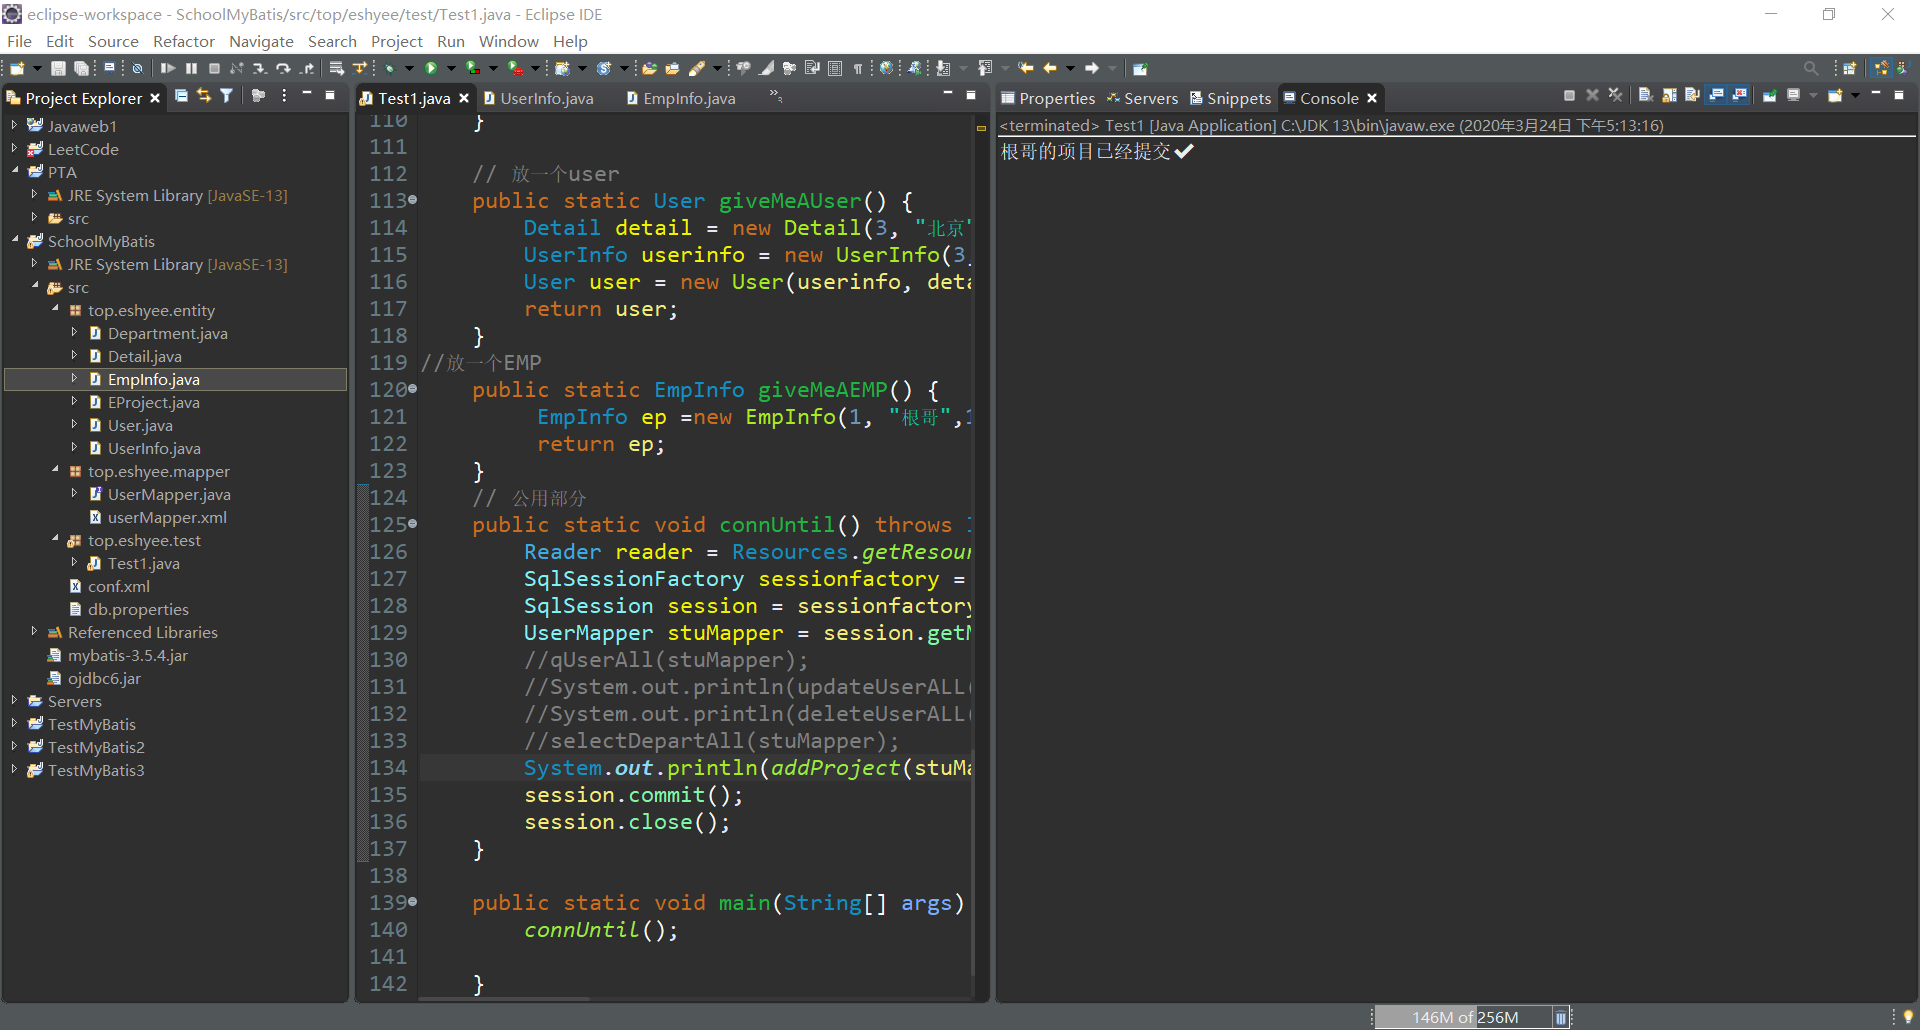 eclipse-workspace - SchoolMyBatis/src/top/eshyee/test/Test1.java - Eclipse IDE
File Edit Source Refactor Navigate Search Project Run Window Help
Project Explorer
Javaweb1
LeetCode
PTA
JRE System Library [JavaSE-13]
src
SchoolMyBatis
JRE System Library [JavaSE-13]
src
top.eshyee.entity
Department.java
Detail.java
EmpInfo.java
EProject.java
User.java
UserInfo.java
top.eshyee.mapper
UserMapper.java
userMapper.xml
top.eshyee.test
Test1.java
conf.xml
db.properties
Referenced Libraries
mybatis-3.5.4.jar
ojdbc6.jar
Servers
TestMyBatis
TestMyBatis2
TestMyBatis3
Test1.java UserInfo.java EmpInfo.java
110 }
111
112 // 放一个user
113 public static User giveMeAUser() {
114 Detail detail = new Detail(3, "北京"
115 UserInfo userinfo = new UserInfo(3,
116 User user = new User(userinfo, deta
117 return user;
118 }
119 //放一个EMP
120 public static EmpInfo giveMeAEMP() {
121 EmpInfo ep =new EmpInfo(1, "根哥",1
122 return ep;
123 }
124 // 公用部分
125 public static void connUntil() throws I
126 Reader reader = Resources.getResour
127 SqlSessionFactory sessionfactory =
128 SqlSession session = sessionfactory
129 UserMapper stuMapper = session.getM
130 //qUserAll(stuMapper);
131 //System.out.println(updateUserALL(
132 //System.out.println(deleteUserALL(
133 //selectDepartAll(stuMapper);
134 System.out.println(addProject(stuMa
135 session.commit();
136 session.close();
137 }
138
139 public static void main(String[] args)
140 connUntil();
141
142 }
Properties Servers Snippets Console
<terminated> Test1 [Java Application] C:\JDK 13\bin\javaw.exe (2020年3月24日 下午5:13:16)
根哥的项目已经提交✔
146M of 256M